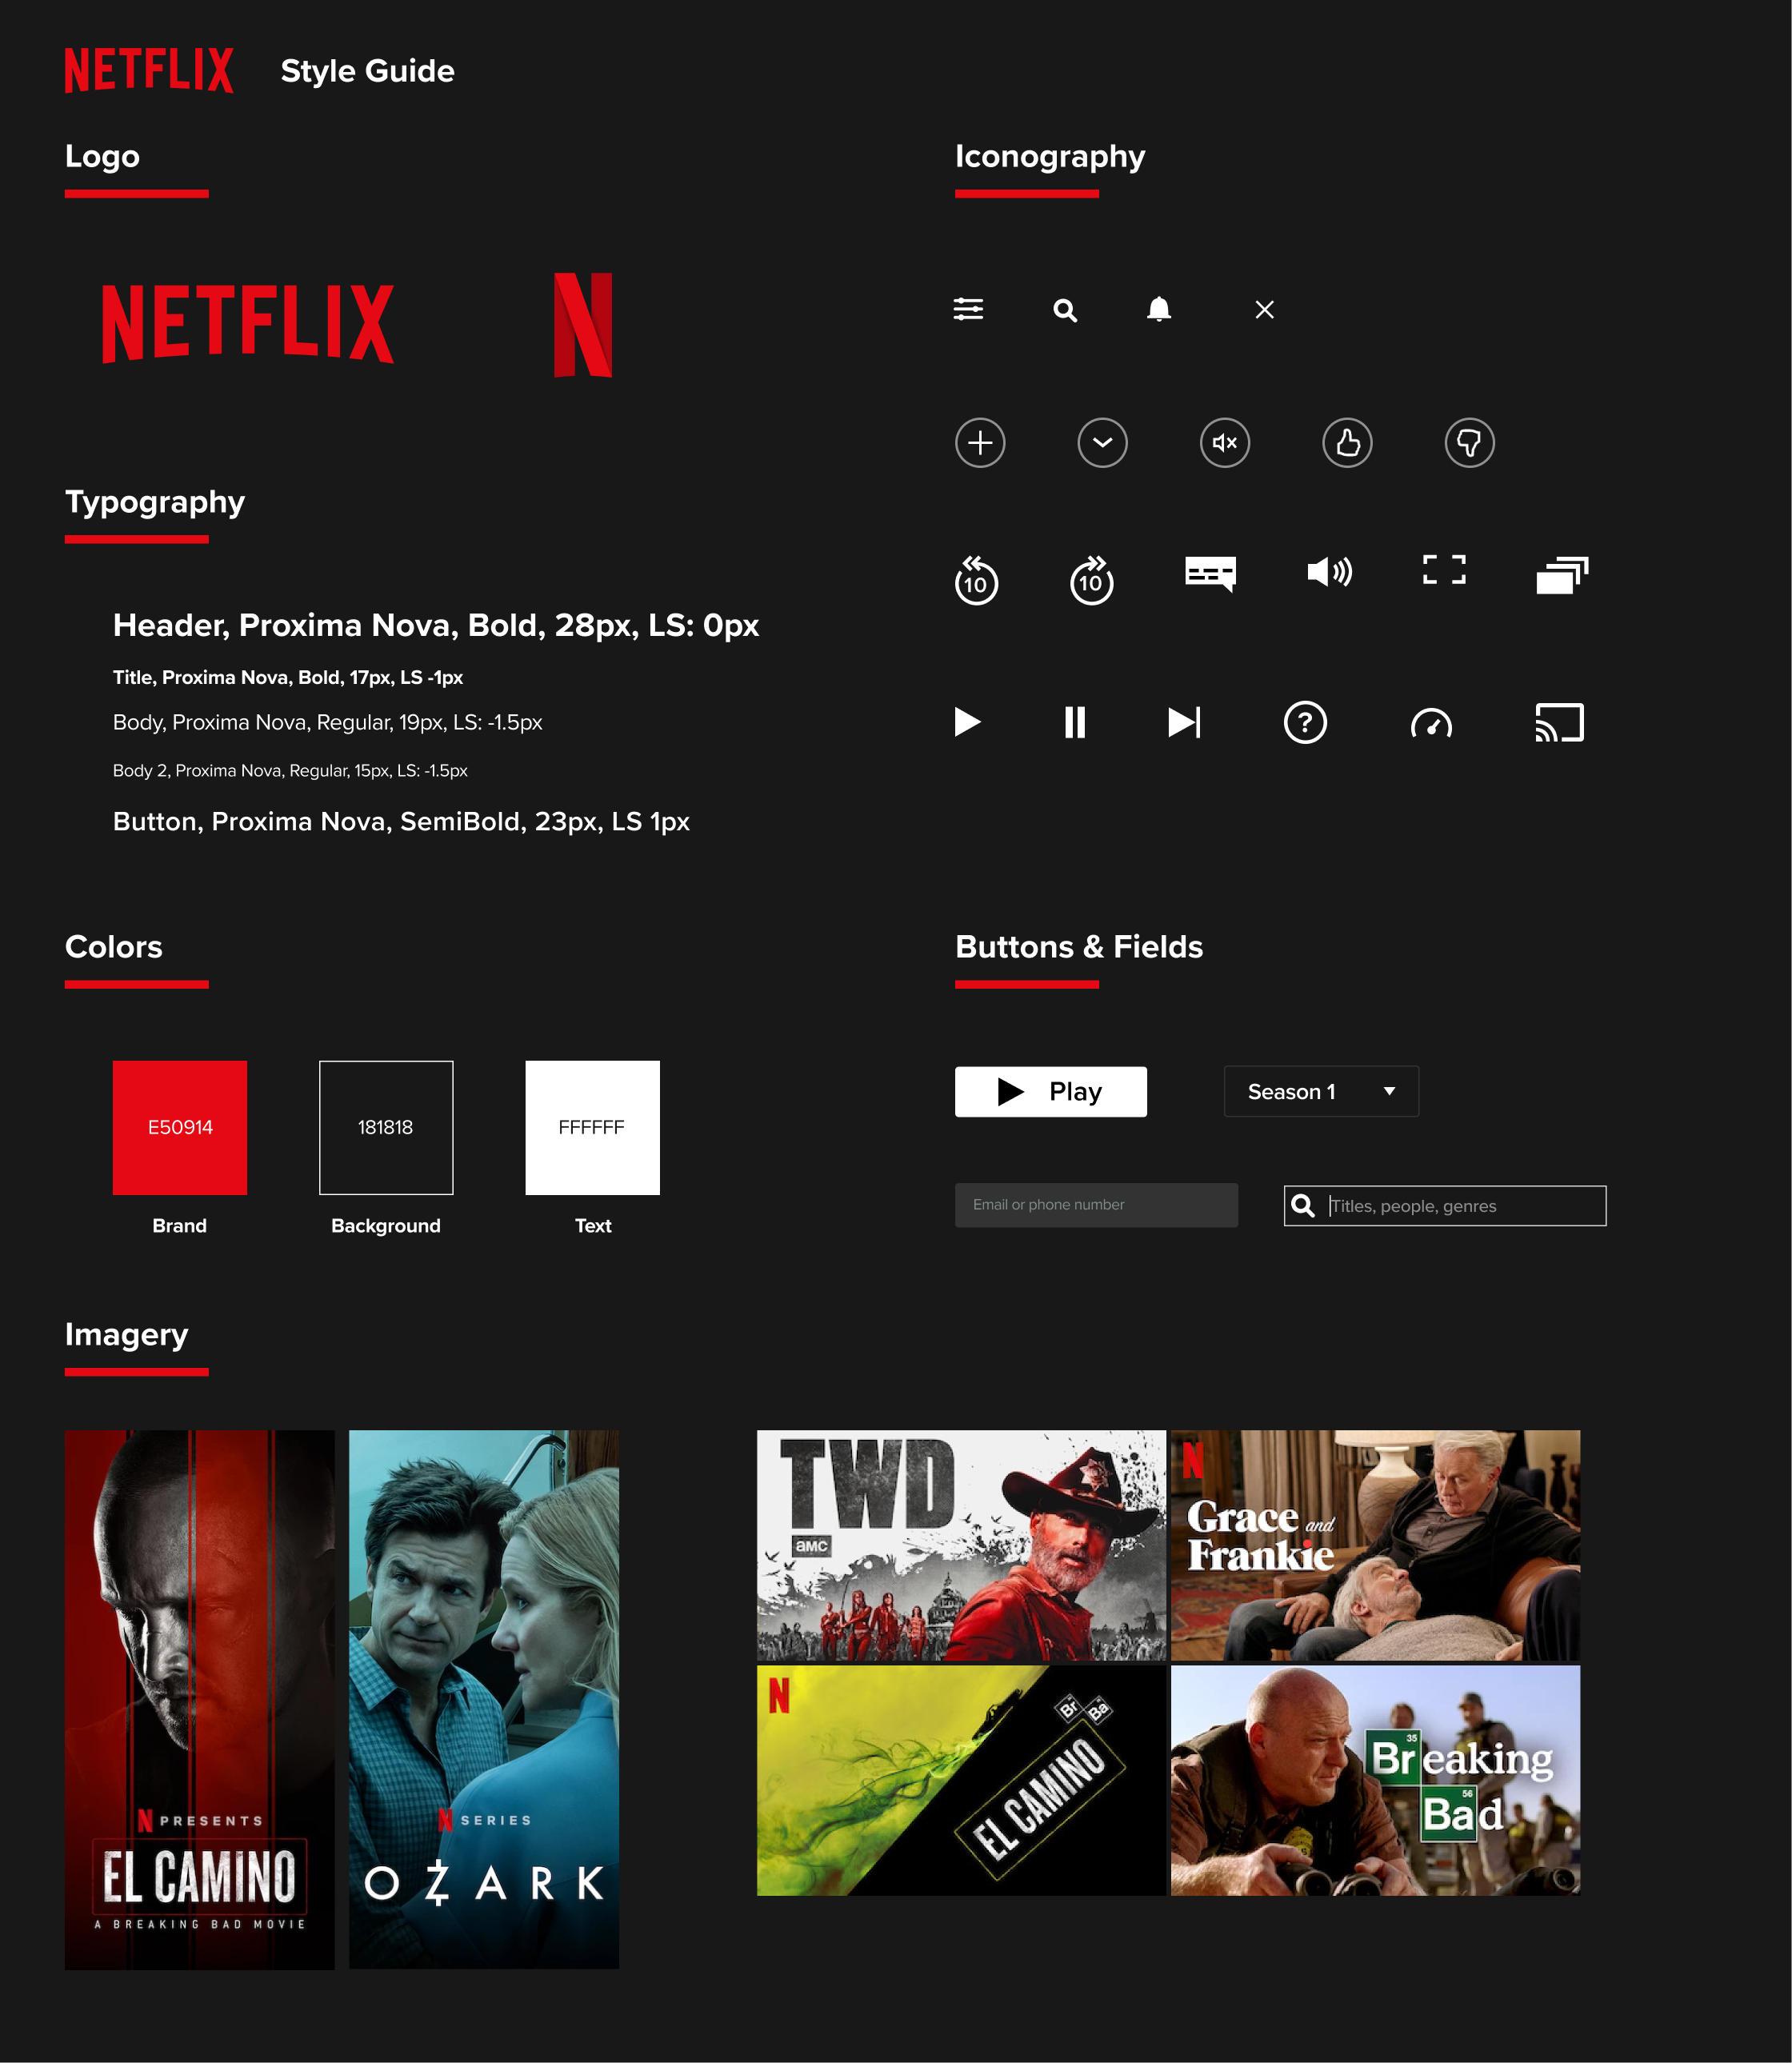 NETFLIX Style Guide
Logo
NETFLIX N
Typography
Header, Proxima Nova, Bold, 28px, LS: 0px
Title, Proxima Nova, Bold, 17px, LS -1px
Body, Proxima Nova, Regular, 19px, LS: -1.5px
Body 2, Proxima Nova, Regular, 15px, LS: -1.5px
Button, Proxima Nova, SemiBold, 23px, LS 1px
Iconography
10 10
?
Colors
E50914 181818 FFFFFF
Brand Background Text
Buttons & Fields
Play Season 1
Email or phone number Titles, people, genres
Imagery
N PRESENTS
EL CAMINO
A BREAKING BAD MOVIE
N SERIES
OZARK
TWD
amc
N
Grace and
Frankie
N
Br Ba
EL CAMINO
35
Breaking
56
Bad